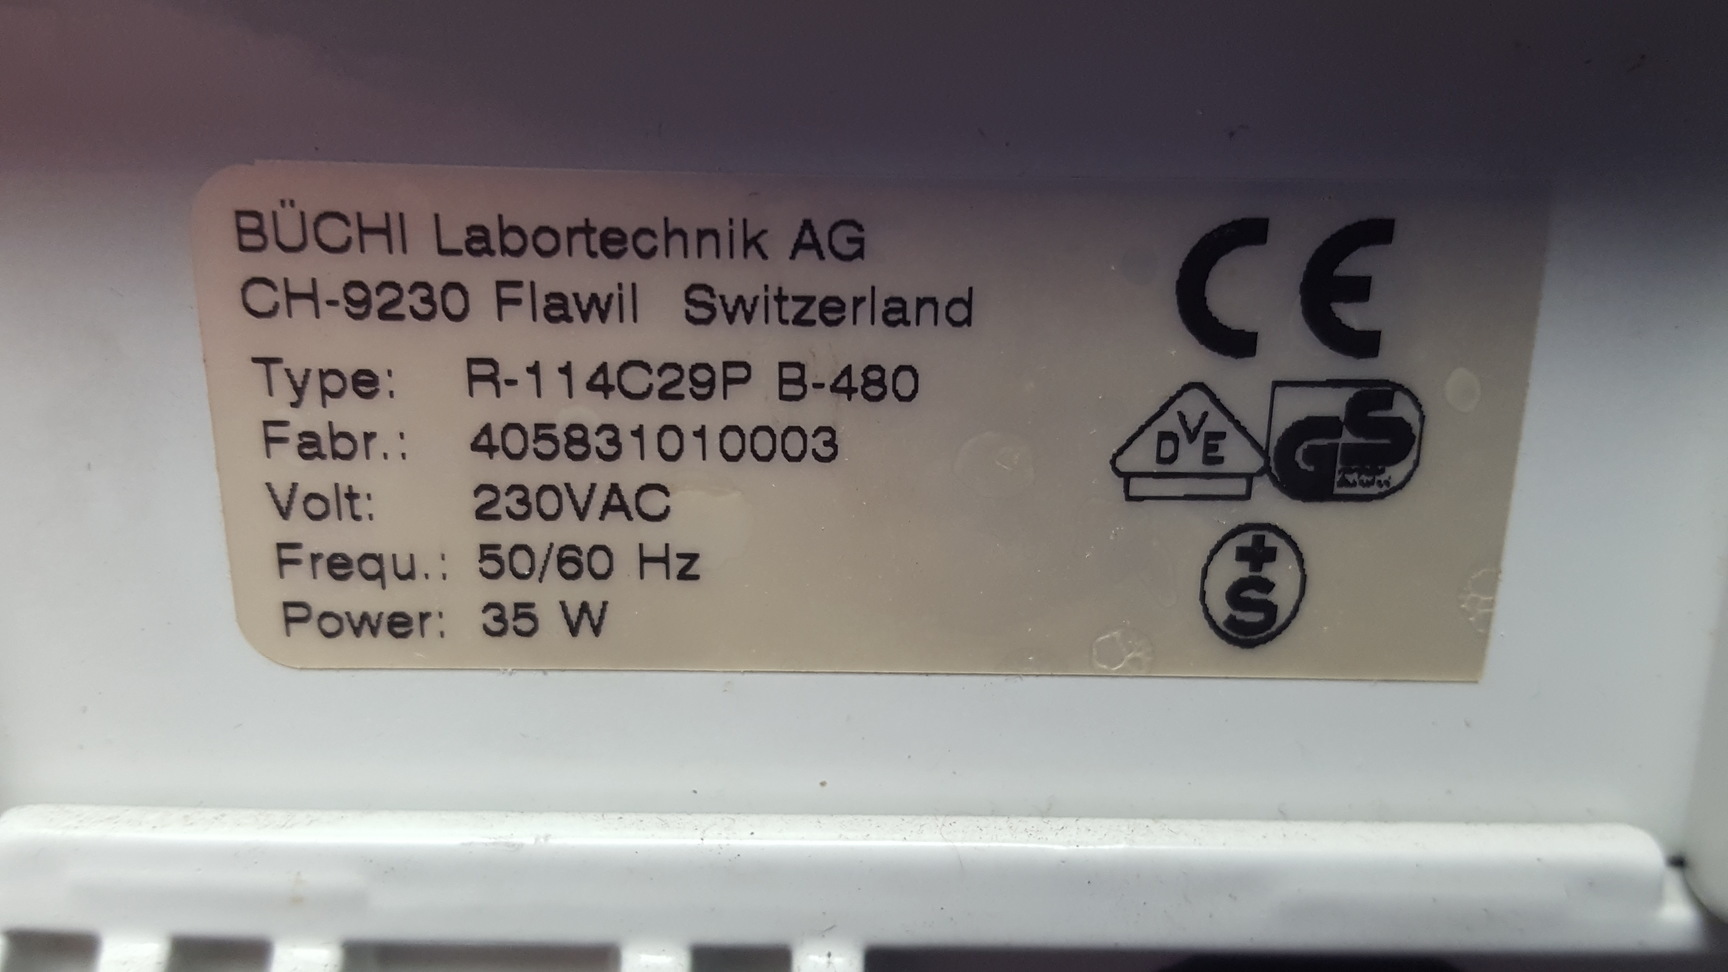 BÜCHI Labortechnik AG
CH-9230 Flawil Switzerland
Type: R-114C29P B-480
Fabr.: 405831010003
Volt: 230VAC
Frequ.: 50/60 Hz
Power: 35 W
CE
DVE
GS
+S